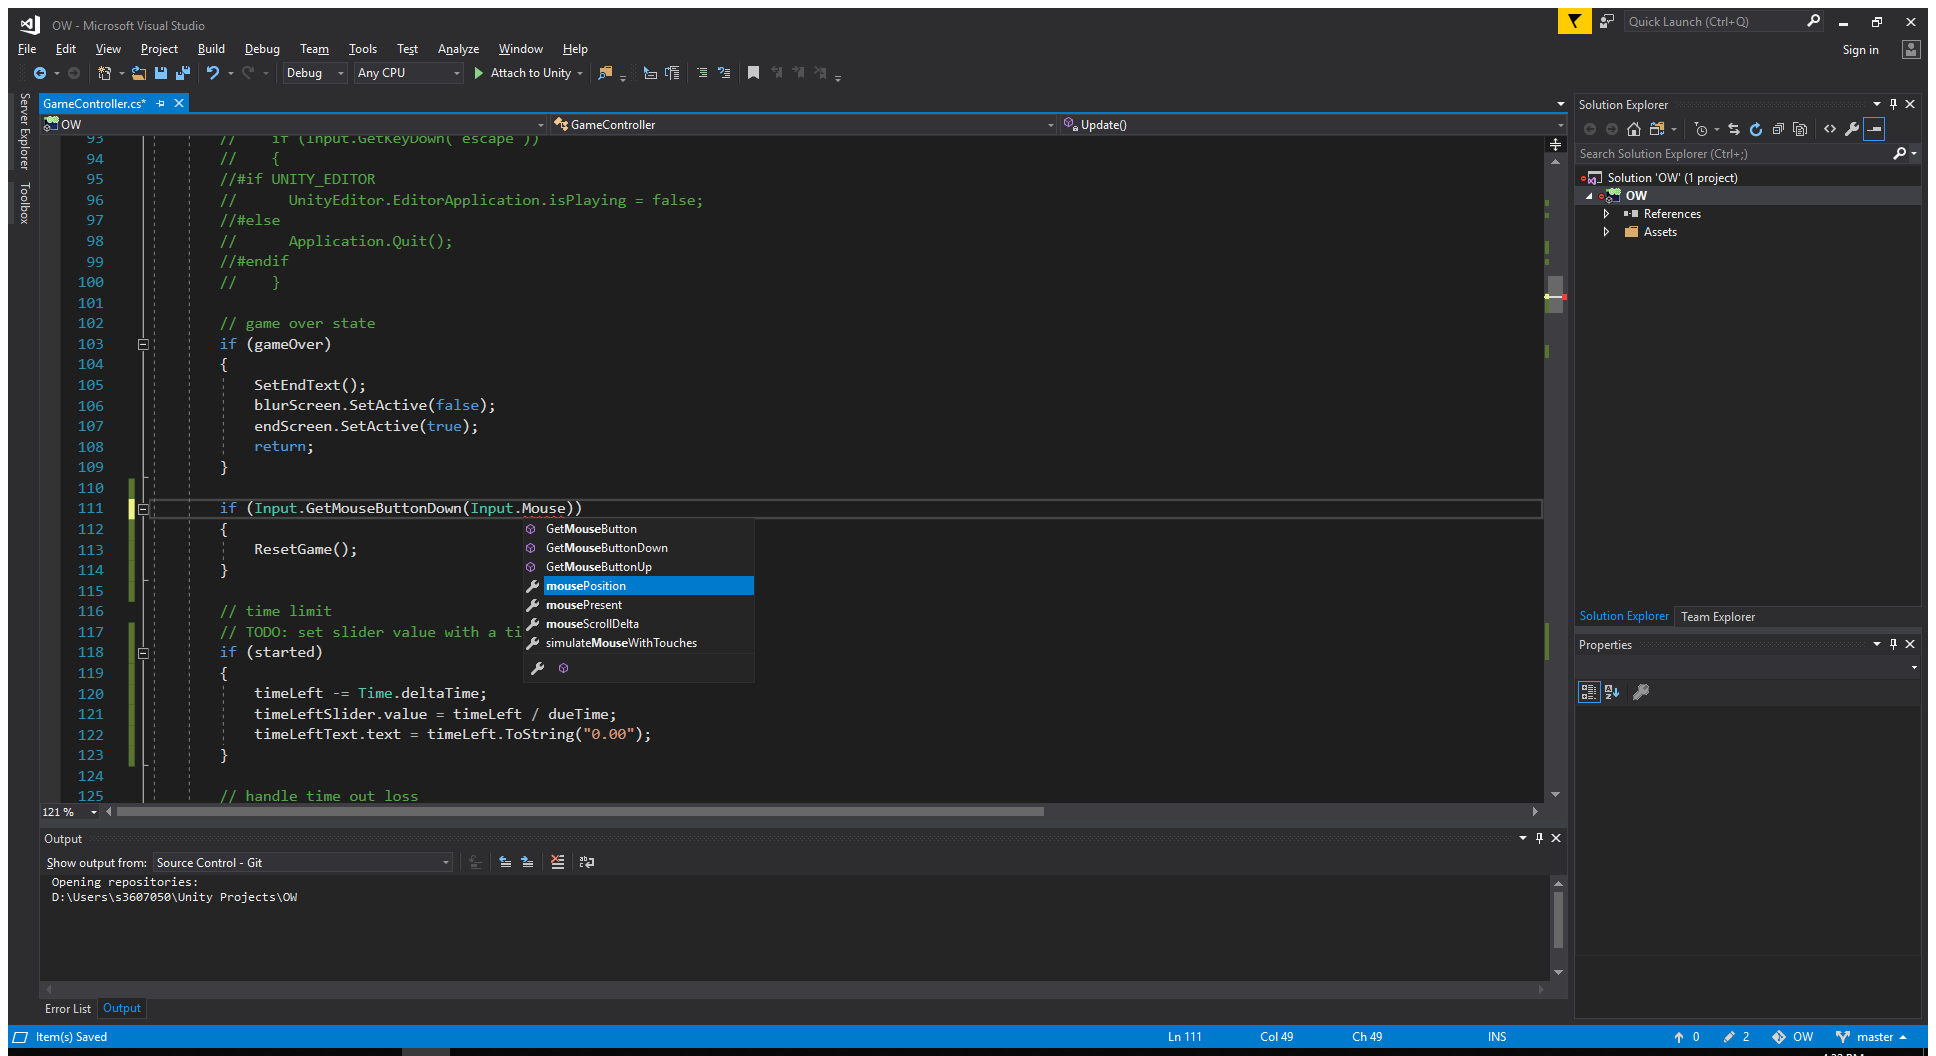 OW - Microsoft Visual Studio
Quick Launch (Ctrl+Q)
File Edit View Project Build Debug Team Tools Test Analyze Window Help
Sign in
Debug Any CPU Attach to Unity
Server Explorer
Toolbox
GameController.cs*
OW GameController Update()
93 // if (Input.GetKeyDown( escape ))
94 // {
95 //#if UNITY_EDITOR
96 // UnityEditor.EditorApplication.isPlaying = false;
97 //#else
98 // Application.Quit();
99 //#endif
100 // }
101
102 // game over state
103 if (gameOver)
104 {
105 SetEndText();
106 blurScreen.SetActive(false);
107 endScreen.SetActive(true);
108 return;
109 }
110
111 if (Input.GetMouseButtonDown(Input.Mouse))
112 {
113 ResetGame();
114 }
115
116 // time limit
117 // TODO: set slider value with a ti
118 if (started)
119 {
120 timeLeft -= Time.deltaTime;
121 timeLeftSlider.value = timeLeft / dueTime;
122 timeLeftText.text = timeLeft.ToString("0.00");
123 }
124
125 // handle time out loss
GetMouseButton
GetMouseButtonDown
GetMouseButtonUp
mousePosition
mousePresent
mouseScrollDelta
simulateMouseWithTouches
121 %
Output
Show output from: Source Control - Git
Opening repositories:
D:\Users\s3607050\Unity Projects\OW
Error List Output
Solution Explorer
Search Solution Explorer (Ctrl+;)
Solution 'OW' (1 project)
OW
References
Assets
Solution Explorer Team Explorer
Properties
Item(s) Saved Ln 111 Col 49 Ch 49 INS 0 2 OW master